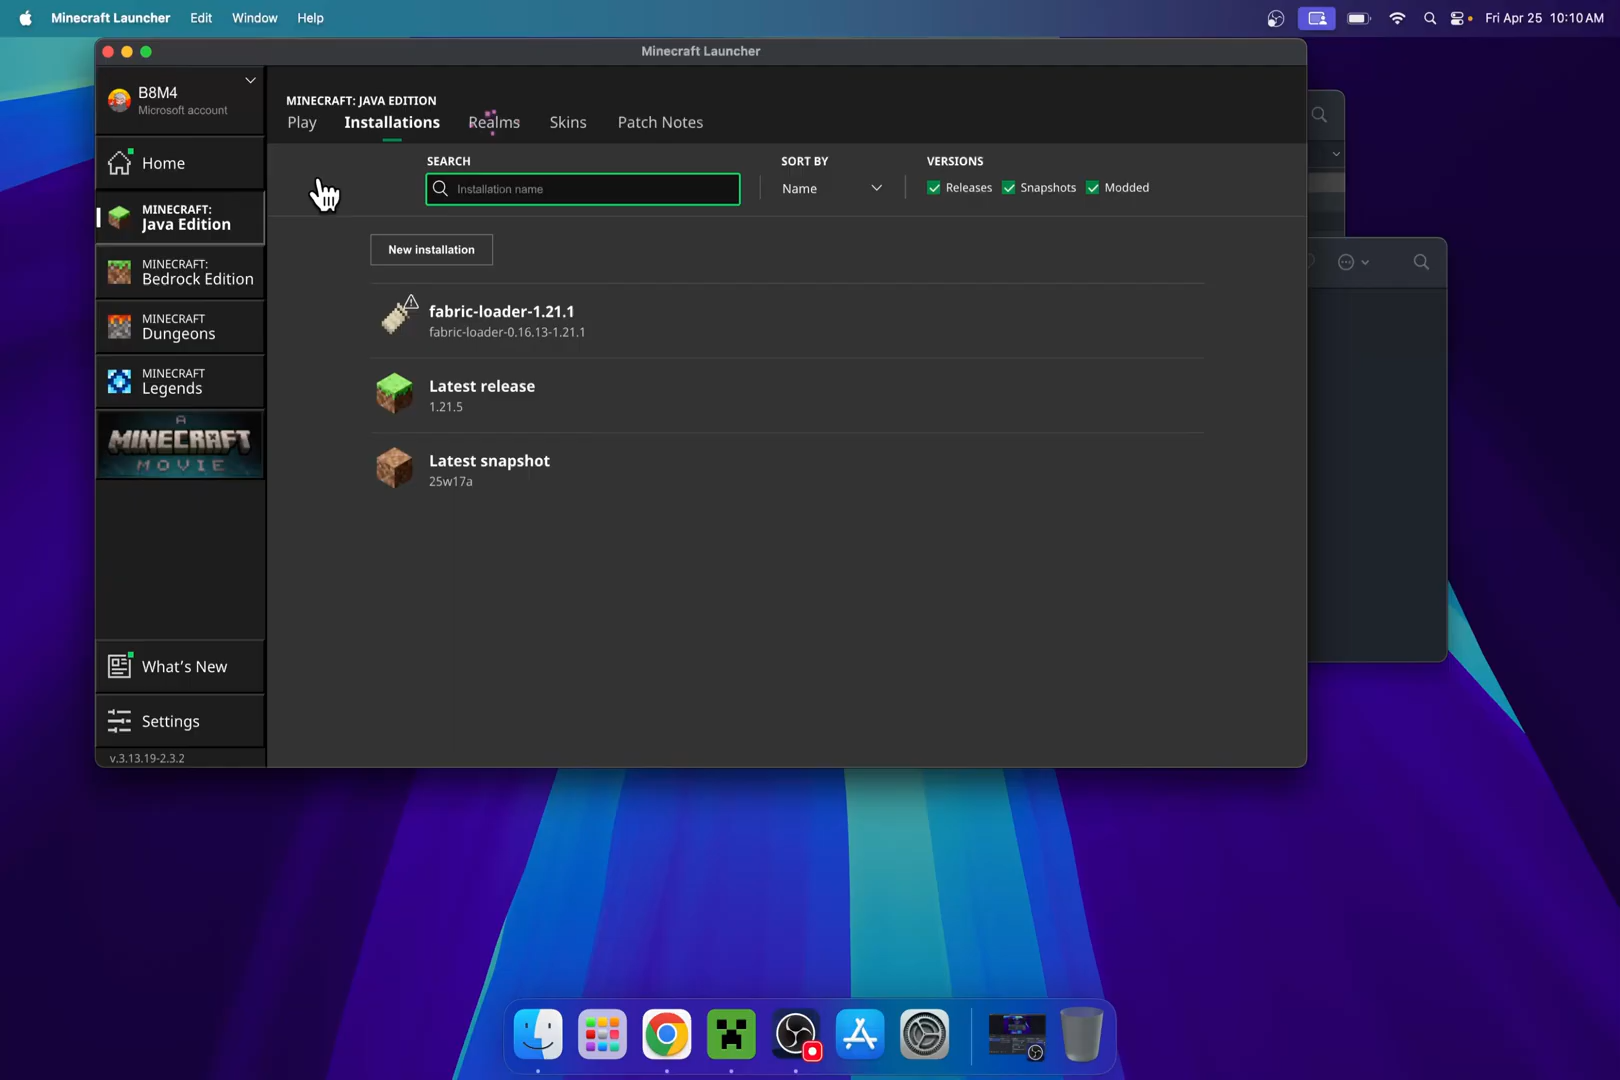 Minecraft Launcher Edit Window Help Fri Apr 25 10:10 AM
Minecraft Launcher
B8M4
Microsoft account
Home
MINECRAFT:
Java Edition
MINECRAFT:
Bedrock Edition
MINECRAFT
Dungeons
MINECRAFT
Legends
A
MINECRAFT
MOVIE
What's New
Settings
v.3.13.19-2.3.2
MINECRAFT: JAVA EDITION
Play Installations Realms Skins Patch Notes
SEARCH SORT BY VERSIONS
Installation name Name Releases Snapshots Modded
New installation
fabric-loader-1.21.1
fabric-loader-0.16.13-1.21.1
Latest release
1.21.5
Latest snapshot
25w17a